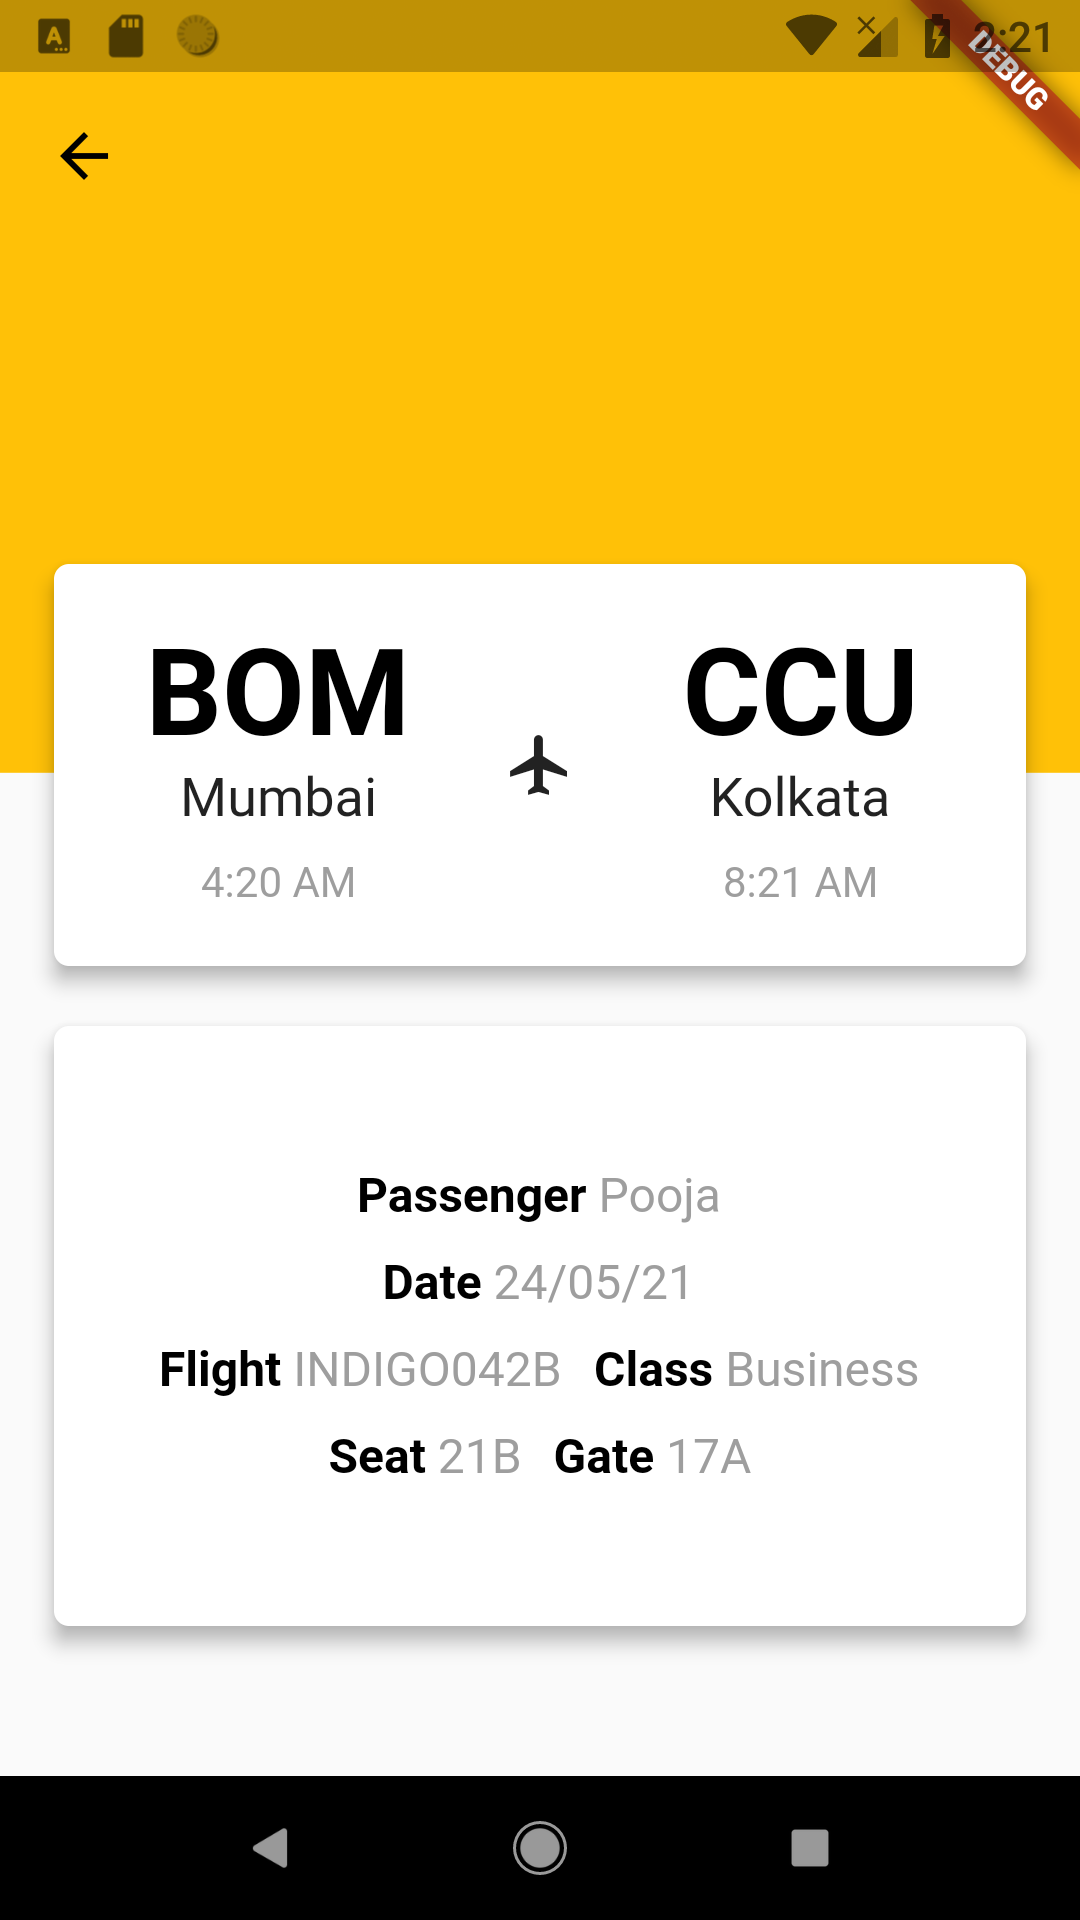 2:21
DEBUG
BOM CCU
Mumbai Kolkata
4:20 AM 8:21 AM
Passenger Pooja
Date 24/05/21
Flight INDIGO042B Class Business
Seat 21B Gate 17A